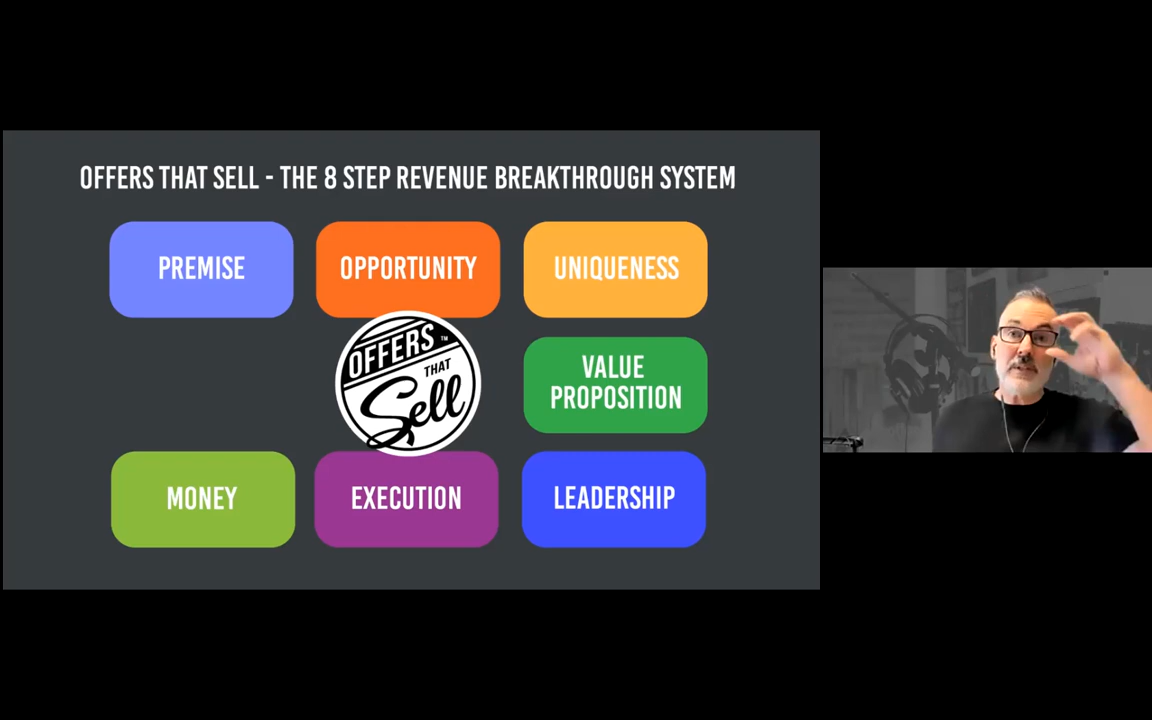 OFFERS THAT SELL - THE 8 STEP REVENUE BREAKTHROUGH SYSTEM
PREMISE
OPPORTUNITY
UNIQUENESS
OFFERS™
THAT
Sell
VALUE
PROPOSITION
MONEY
EXECUTION
LEADERSHIP